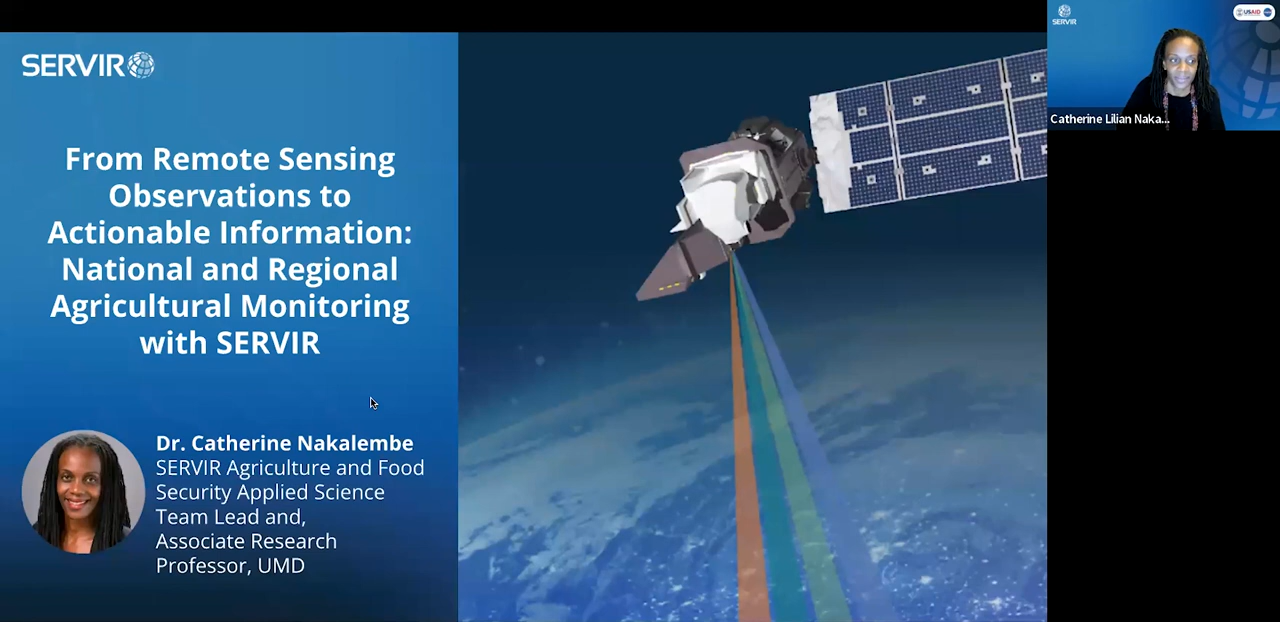 SERVIR
From Remote Sensing
Observations to
Actionable Information:
National and Regional
Agricultural Monitoring
with SERVIR
Dr. Catherine Nakalembe
SERVIR Agriculture and Food
Security Applied Science
Team Lead and,
Associate Research
Professor, UMD
SERVIR
USAID
Catherine Lilian Naka...